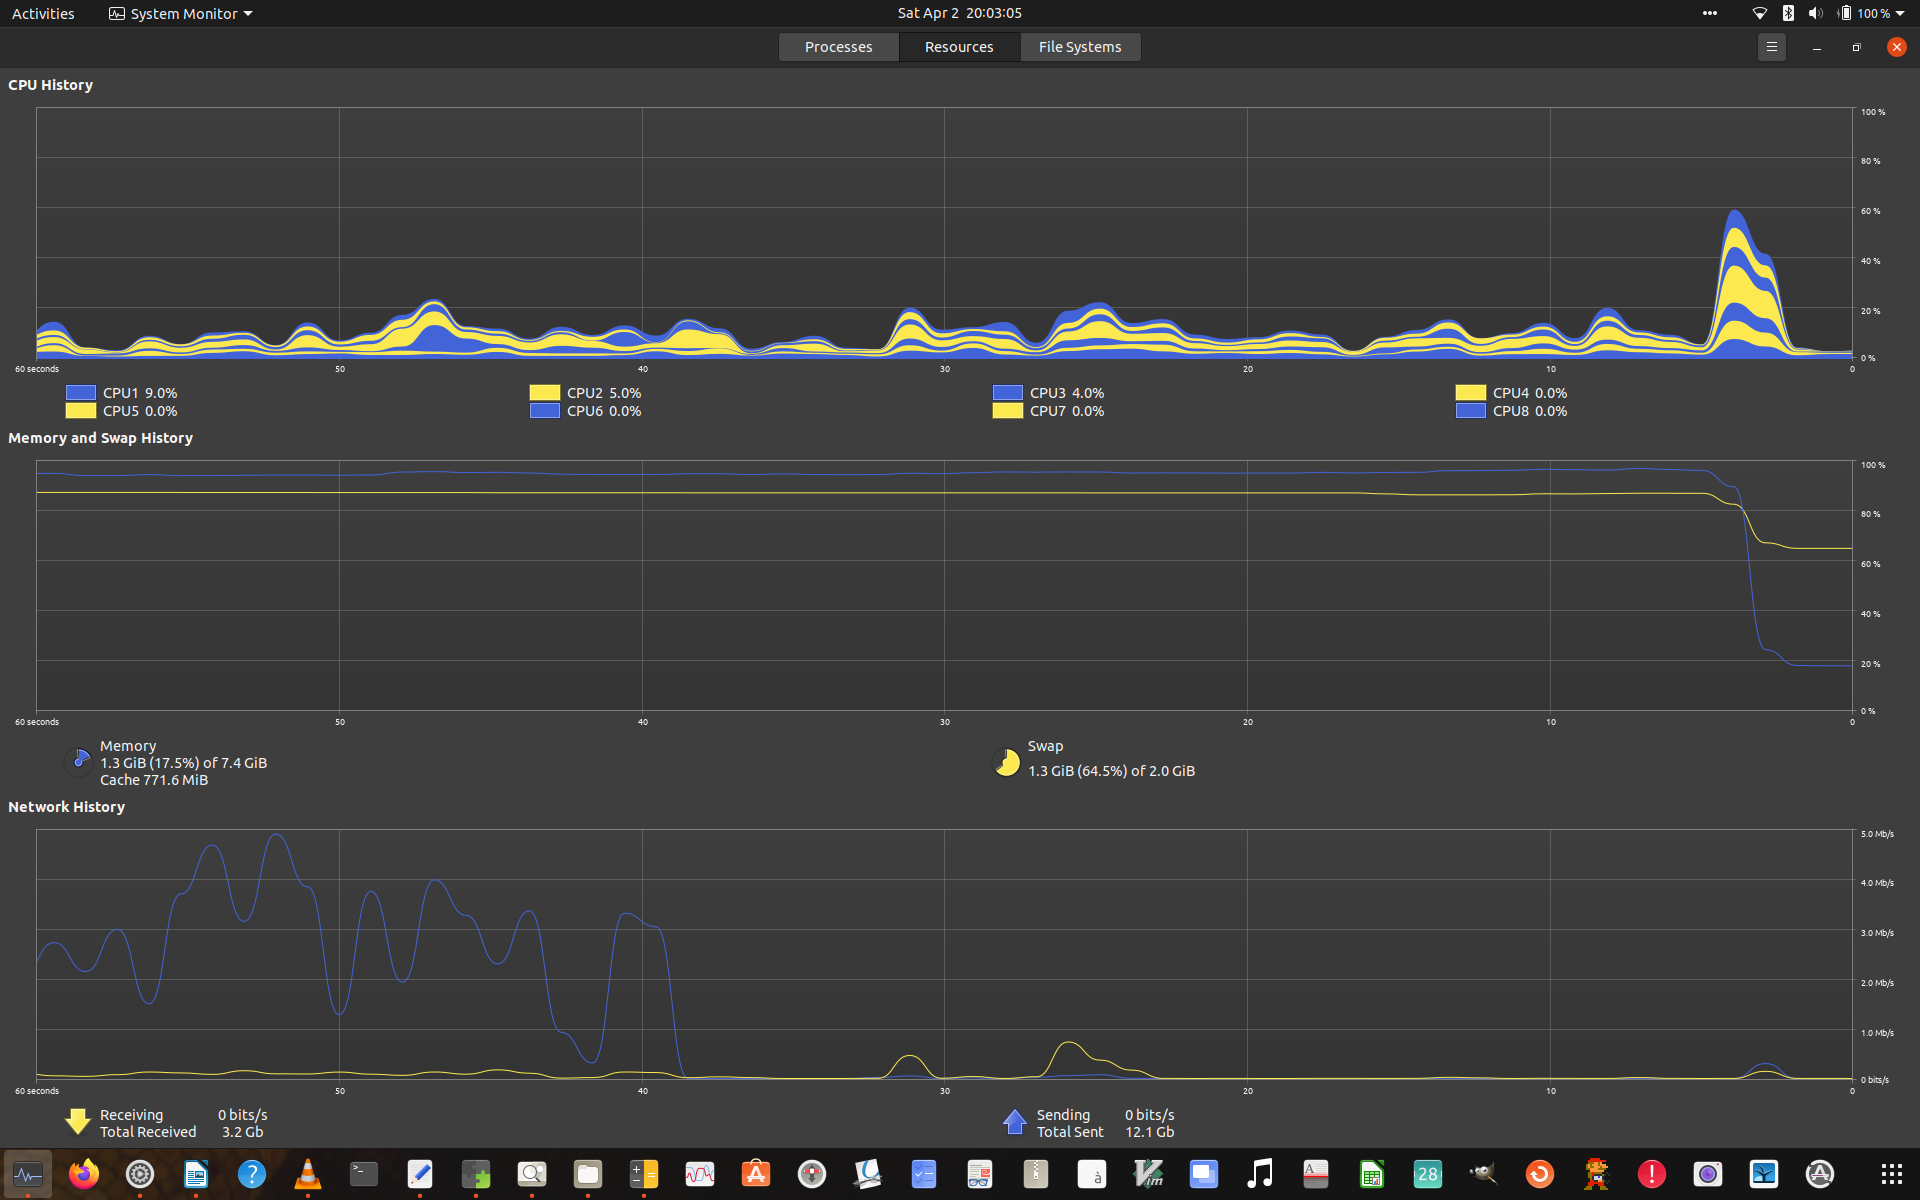 Activities System Monitor Sat Apr 2 20:03:05 100 %
Processes Resources File Systems
CPU History
100 %
80 %
60 %
40 %
20 %
0 %
60 seconds 50 40 30 20 10 0
CPU1 9.0% CPU2 5.0% CPU3 4.0% CPU4 0.0%
CPU5 0.0% CPU6 0.0% CPU7 0.0% CPU8 0.0%
Memory and Swap History
100 %
80 %
60 %
40 %
20 %
0 %
60 seconds 50 40 30 20 10 0
Memory
1.3 GiB (17.5%) of 7.4 GiB
Cache 771.6 MiB
Swap
1.3 GiB (64.5%) of 2.0 GiB
Network History
5.0 Mb/s
4.0 Mb/s
3.0 Mb/s
2.0 Mb/s
1.0 Mb/s
0 bits/s
60 seconds 50 40 30 20 10 0
Receiving 0 bits/s
Total Received 3.2 Gb
Sending 0 bits/s
Total Sent 12.1 Gb
à
Vim
A
28